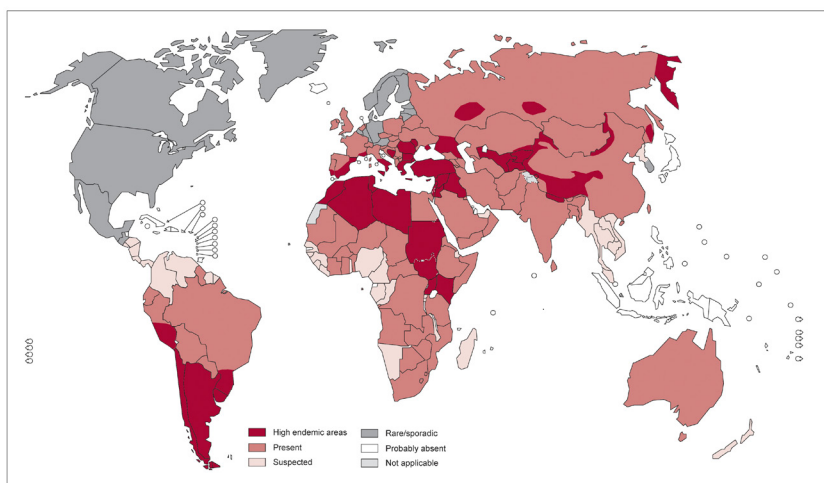 High endemic areas
Present
Suspected
Rare/sporadic
Probably absent
Not applicable